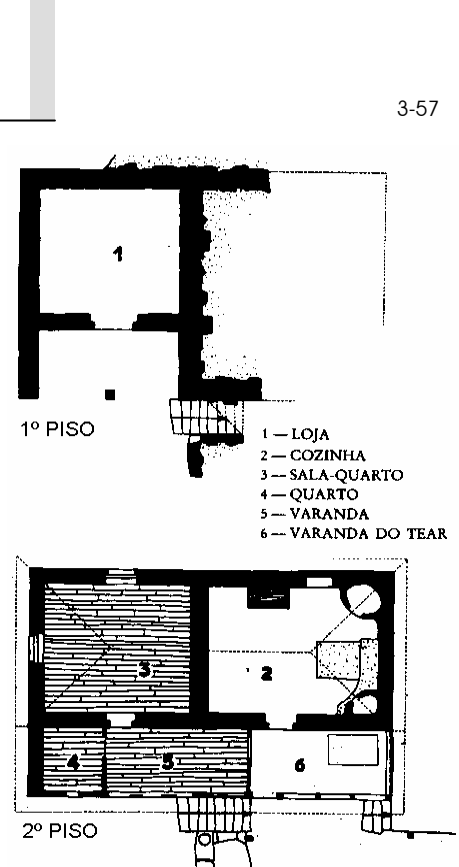 3-57
1
1º PISO
1 — LOJA
2 — COZINHA
3 — SALA-QUARTO
4 — QUARTO
5 — VARANDA
6 — VARANDA DO TEAR
3
2
4
5
6
2º PISO